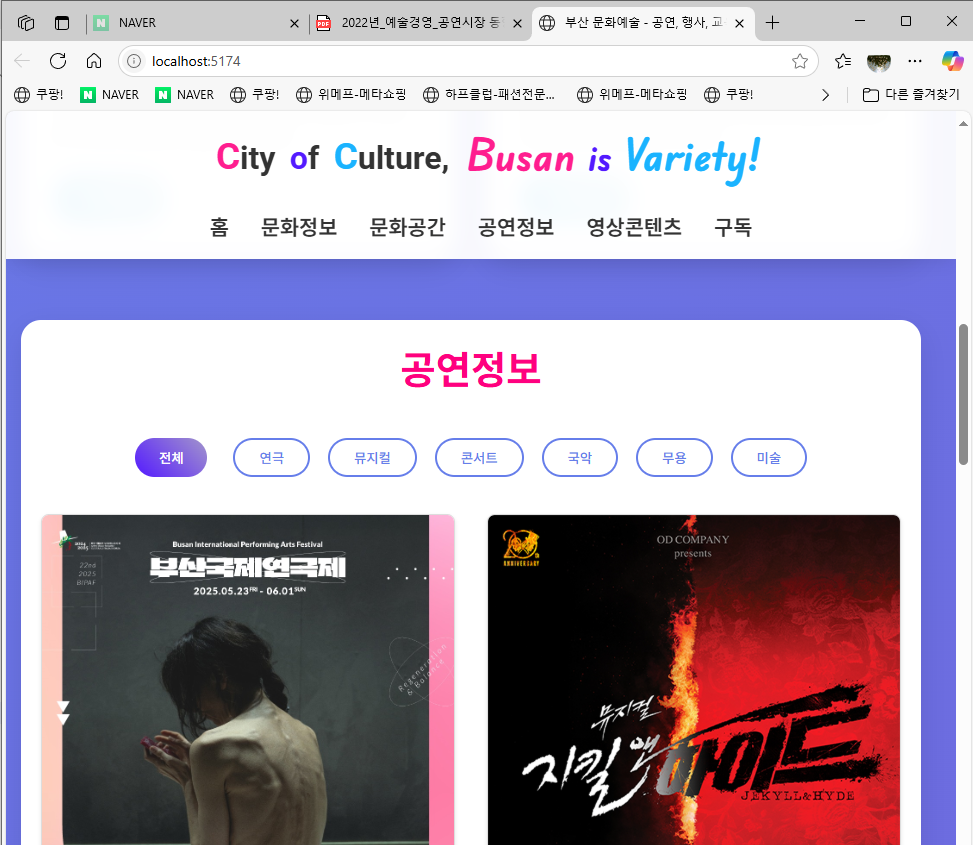 NAVER
2022년_예술경영_공연시장 동
부산 문화예술 - 공연, 행사, 교
localhost:5174
쿠팡!
NAVER
NAVER
쿠팡!
위메프-메타쇼핑
하프클럽-패션전문...
위메프-메타쇼핑
쿠팡!
다른 즐겨찾기
City of Culture, Busan is Variety!
홈 문화정보 문화공간 공연정보 영상콘텐츠 구독
공연정보
전체 연극 뮤지컬 콘서트 국악 무용 미술
22nd
2025
BIPAF
Busan International Performing Arts Festival
부산국제연극제
2025.05.23FRI - 06.01SUN
Regeneration
& Balance
20th
ANNIVERSARY
OD COMPANY
presents
뮤지컬
지킬앤하이드
JEKYLL&HYDE